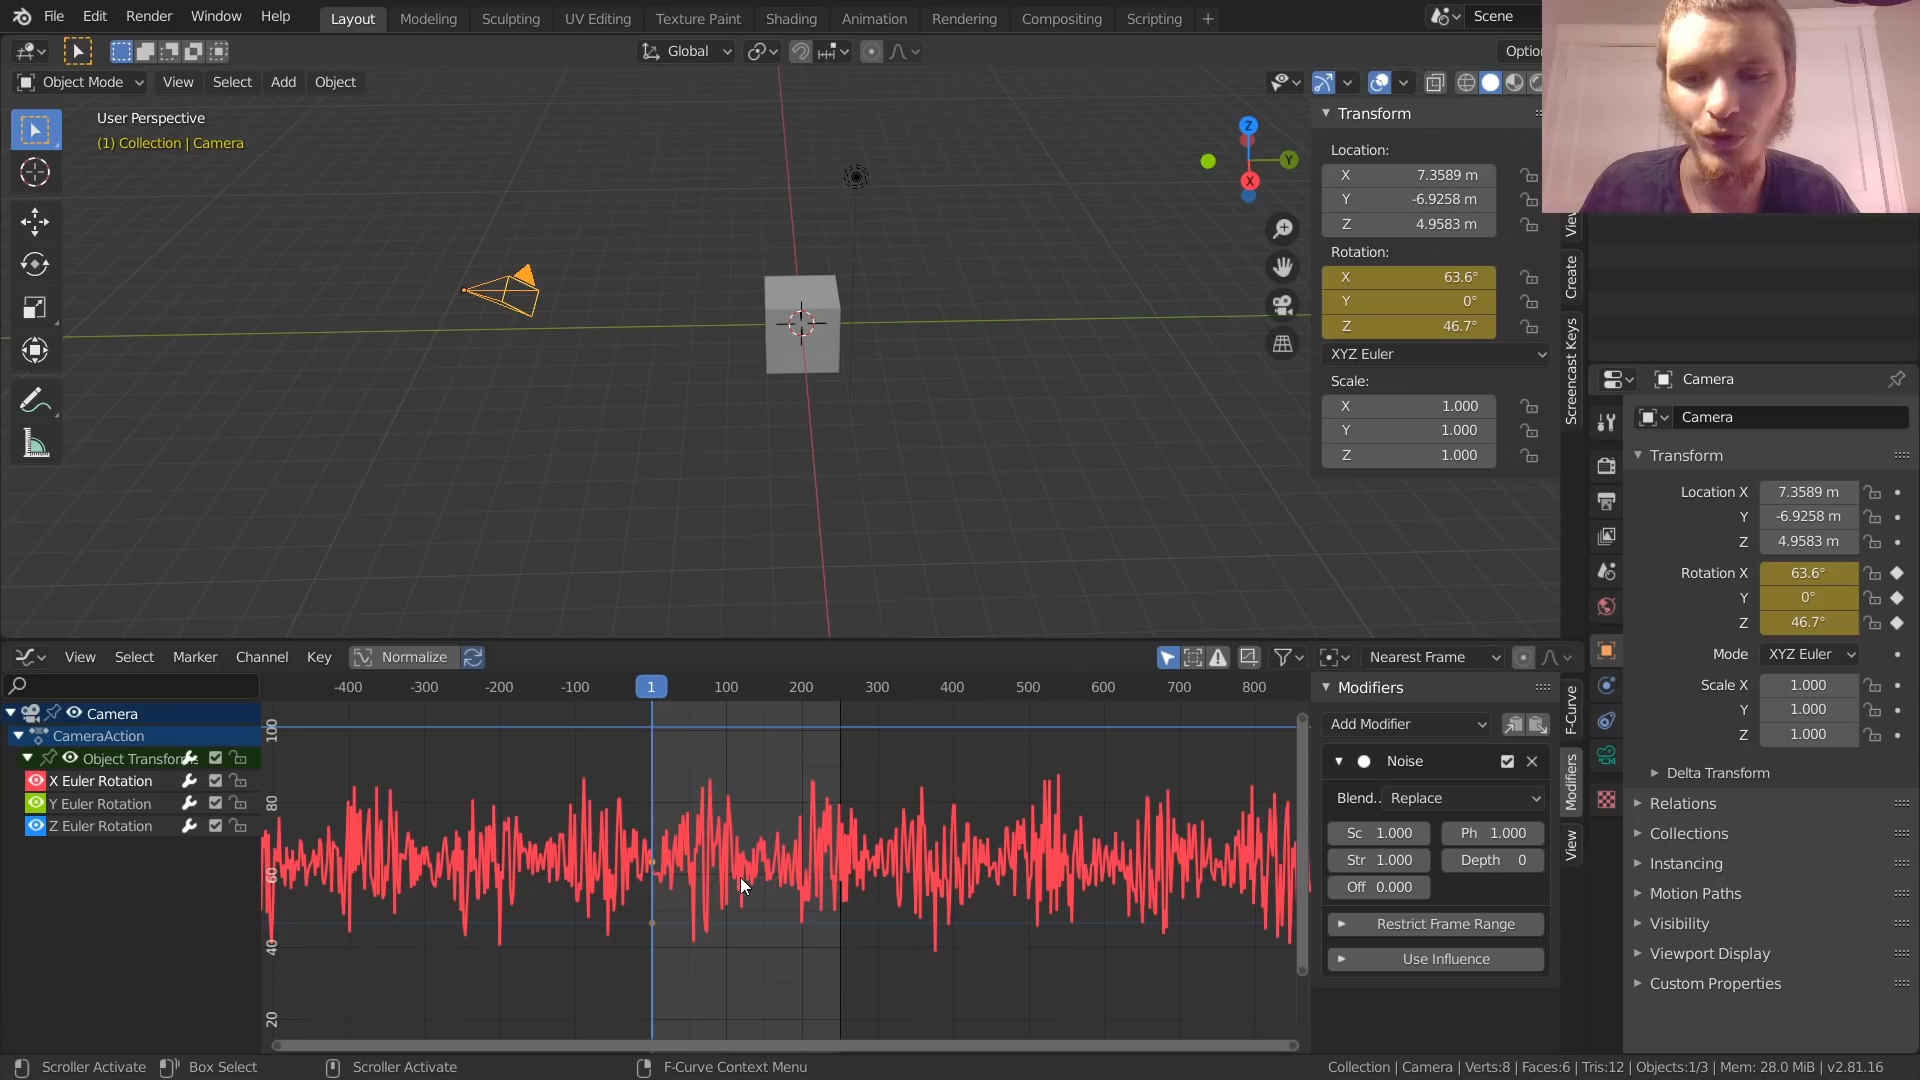 File Edit Render Window Help Layout Modeling Sculpting UV Editing Texture Paint Shading Animation Rendering Compositing Scripting + Scene
Global Optio
Object Mode View Select Add Object
User Perspective
(1) Collection | Camera
Z
Y
X
Transform
Location:
X 7.3589 m
Y -6.9258 m
Z 4.9583 m
Rotation:
X 63.6°
Y 0°
Z 46.7°
XYZ Euler
Scale:
X 1.000
Y 1.000
Z 1.000
Create
Screencast Keys
Camera
Camera
Transform
Location X 7.3589 m
Y -6.9258 m
Z 4.9583 m
Rotation X 63.6°
Y 0°
Z 46.7°
Mode XYZ Euler
Scale X 1.000
Y 1.000
Z 1.000
Delta Transform
Relations
Collections
Instancing
Motion Paths
Visibility
Viewport Display
Custom Properties
View Select Marker Channel Key Normalize Nearest Frame
-400 -300 -200 -100 1 100 200 300 400 500 600 700 800
Camera
CameraAction
Object Transform
X Euler Rotation
Y Euler Rotation
Z Euler Rotation
100
80
60
40
20
Modifiers
Add Modifier
Noise
Blend.. Replace
Sc 1.000 Ph 1.000
Str 1.000 Depth 0
Off 0.000
Restrict Frame Range
Use Influence
F-Curve
Modifiers
View
Scroller Activate Box Select Scroller Activate F-Curve Context Menu Collection | Camera | Verts:8 | Faces:6 | Tris:12 | Objects:1/3 | Mem: 28.0 MiB | v2.81.16